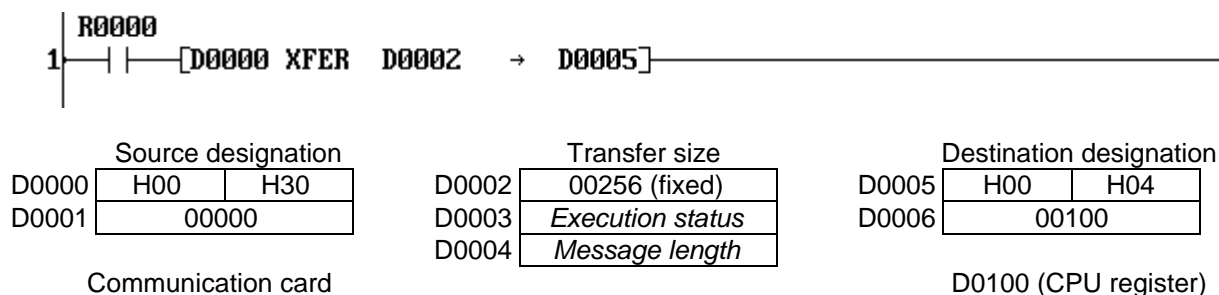 R0000
1 [D0000 XFER D0002 → D0005]
Source designation Transfer size Destination designation
D0000 H00 H30 D0002 00256 (fixed) D0005 H00 H04
D0001 00000 D0003 Execution status D0006 00100
D0004 Message length
Communication card D0100 (CPU register)